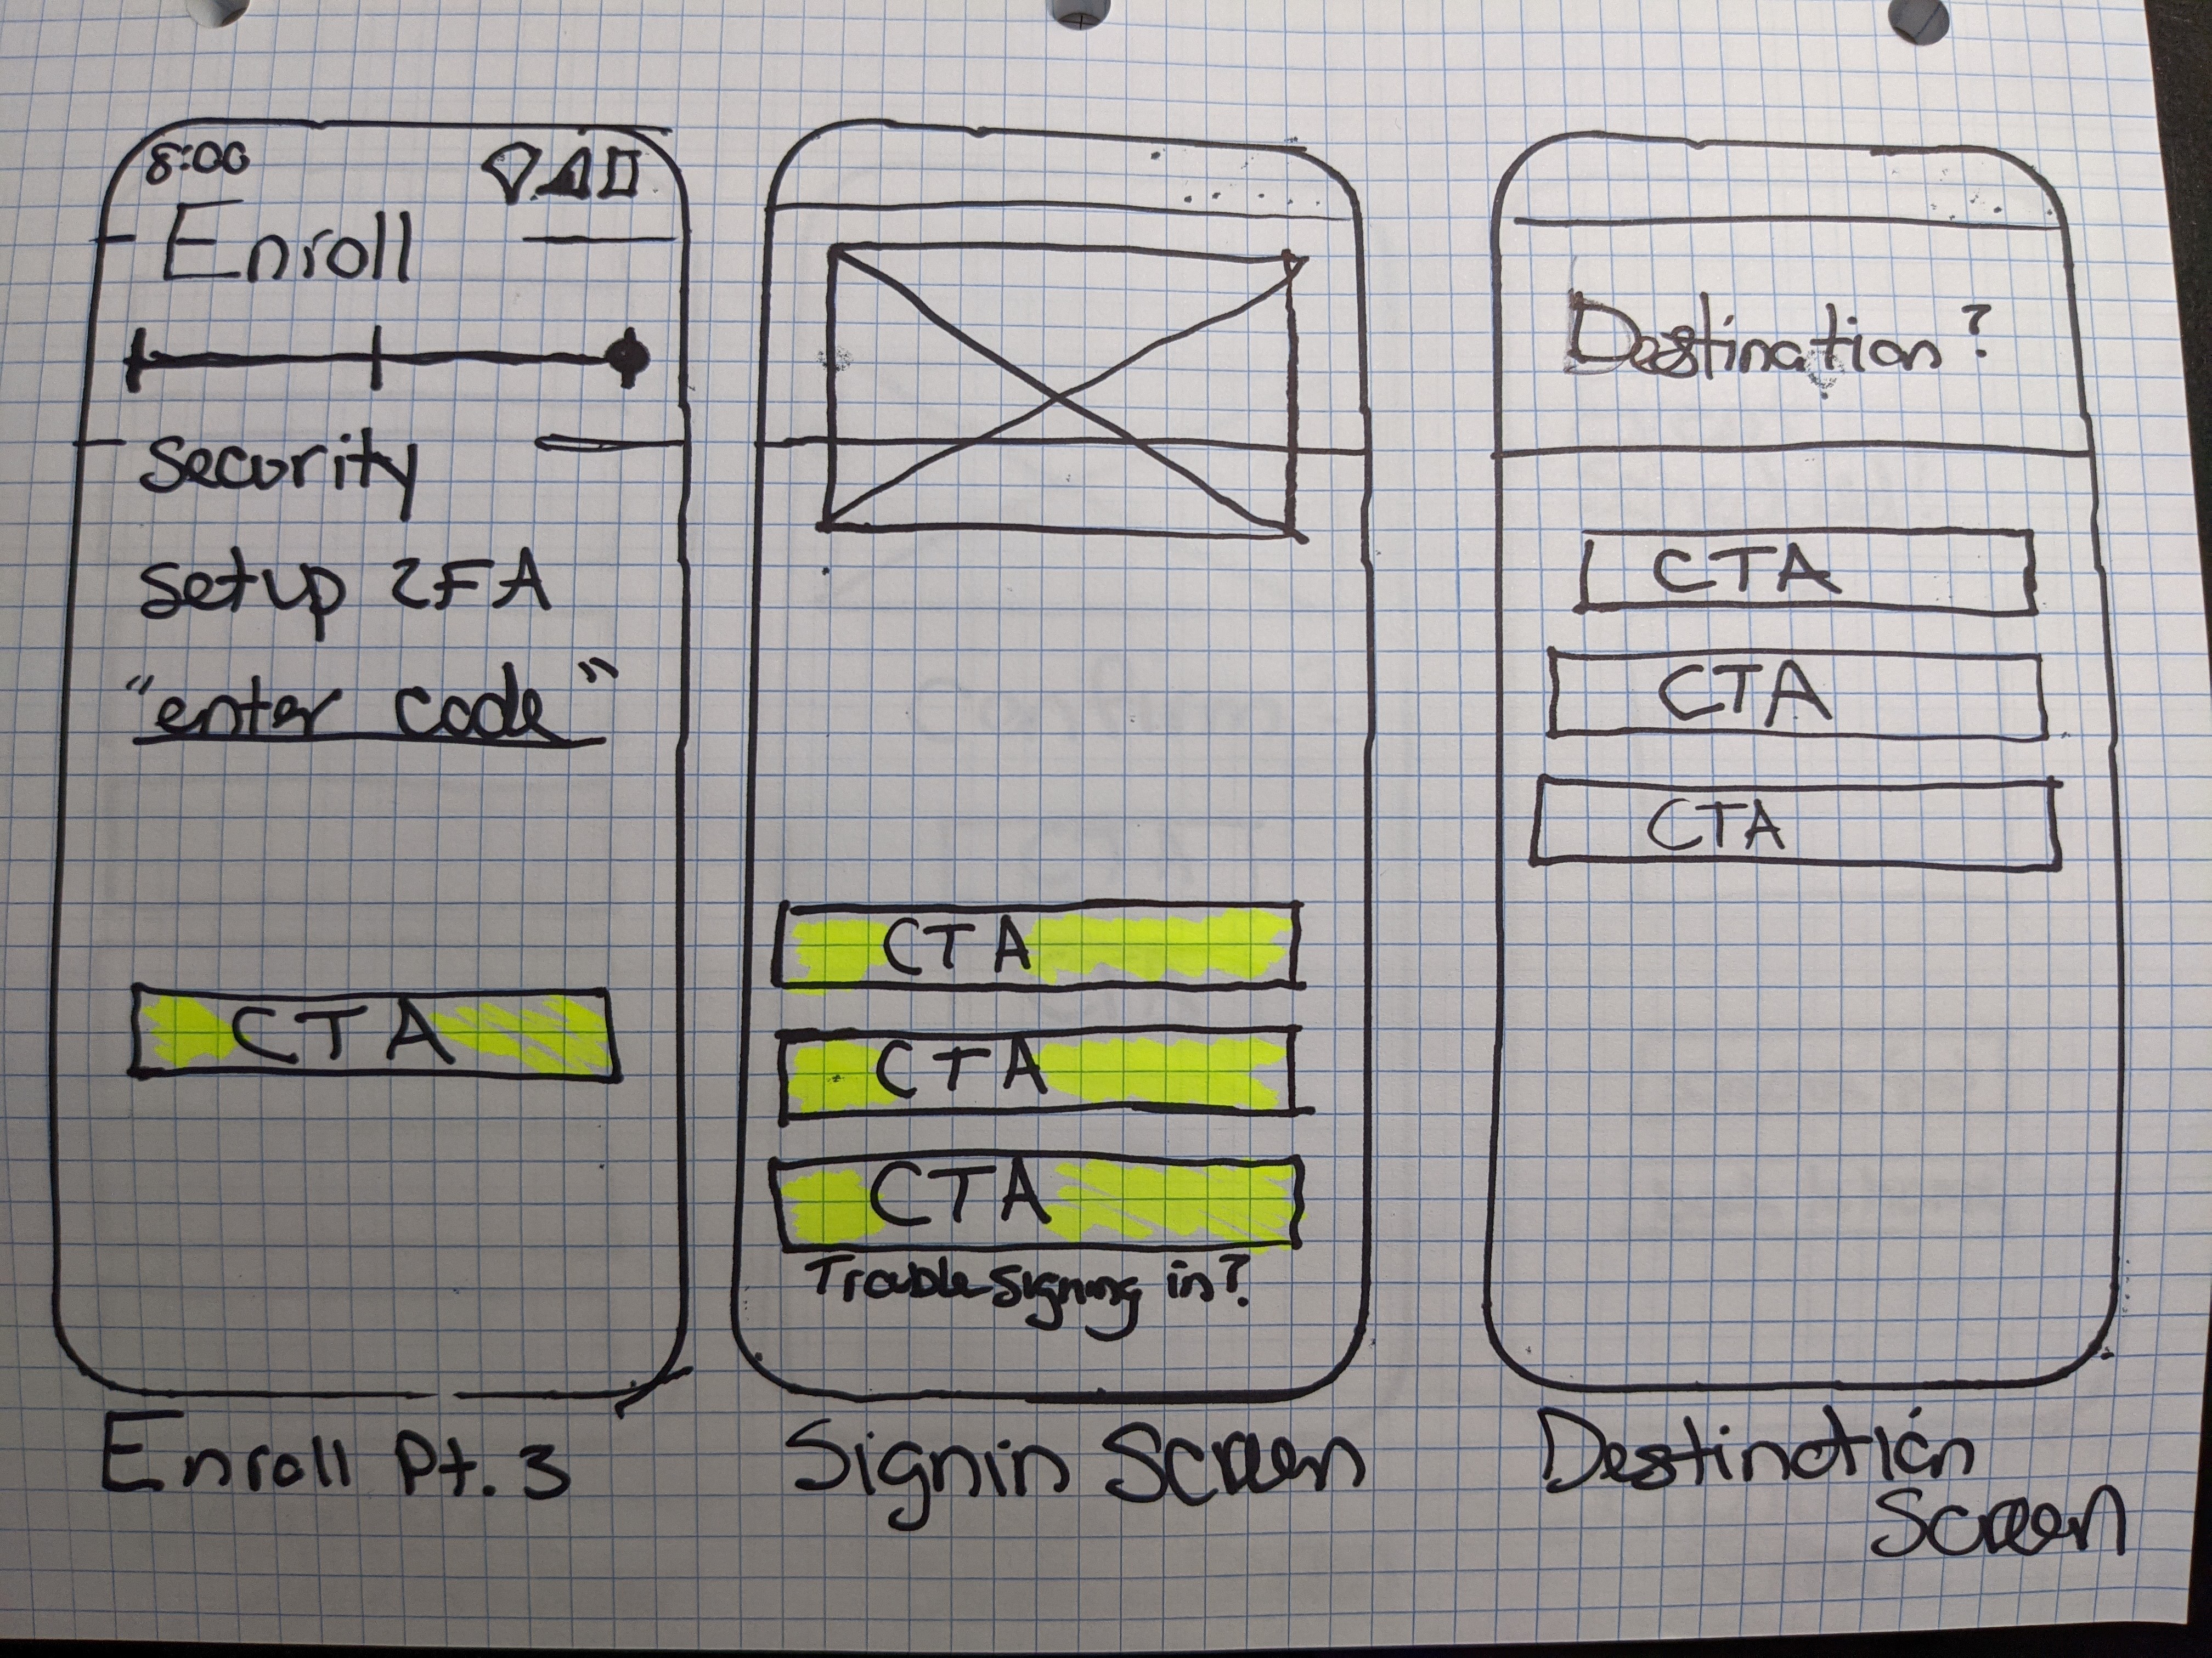 8:00
Enroll
Security
setup 2FA
"enter code"
CTA
Enroll Pt. 3
CTA
CTA
CTA
Trouble signing in?
Signin Screen
Destination?
CTA
CTA
CTA
Destination
Screen